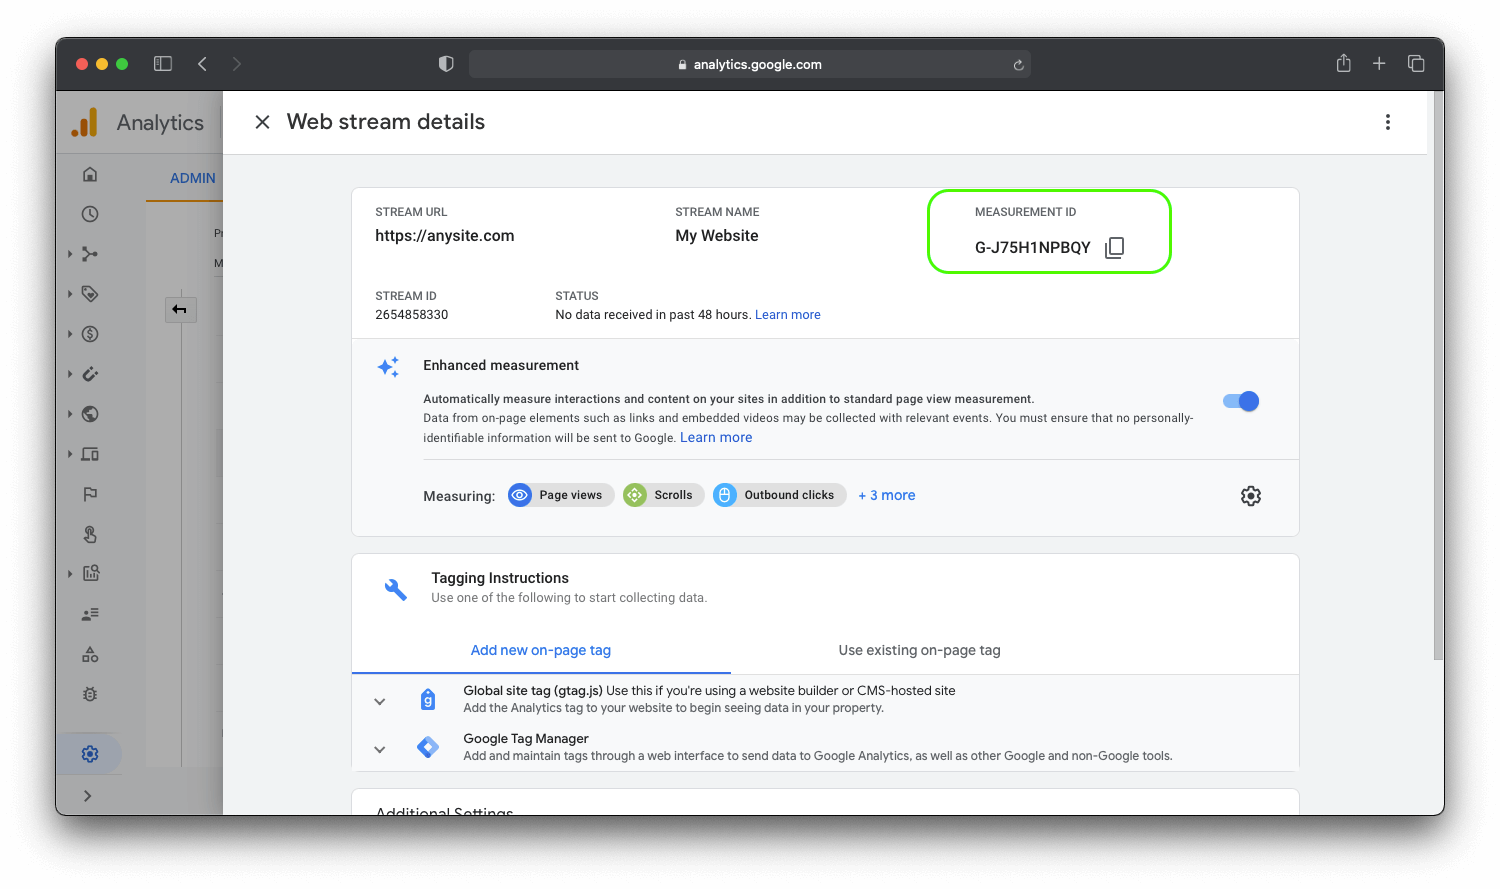 analytics.google.com
Analytics
Web stream details
ADMIN
STREAM URL
STREAM NAME
MEASUREMENT ID
https://anysite.com
My Website
G-J75H1NPBQY
STREAM ID
STATUS
2654858330
No data received in past 48 hours. Learn more
Enhanced measurement
Automatically measure interactions and content on your sites in addition to standard page view measurement.
Data from on-page elements such as links and embedded videos may be collected with relevant events. You must ensure that no personally-
identifiable information will be sent to Google. Learn more
Measuring: Page views Scrolls Outbound clicks + 3 more
Tagging Instructions
Use one of the following to start collecting data.
Add new on-page tag
Use existing on-page tag
g
Global site tag (gtag.js) Use this if you're using a website builder or CMS-hosted site
Add the Analytics tag to your website to begin seeing data in your property.
Google Tag Manager
Add and maintain tags through a web interface to send data to Google Analytics, as well as other Google and non-Google tools.
Additional Settings